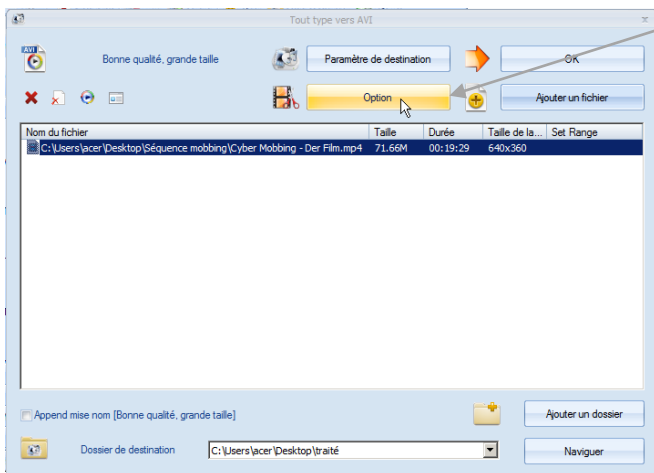 Tout type vers AVI
AVI
Bonne qualité, grande taille
Paramètre de destination
OK
Option
Ajouter un fichier
Nom du fichier Taille Durée Taille de la... Set Range
C:\Users\acer\Desktop\Séquence mobbing\Cyber Mobbing - Der Film.mp4 71.66M 00:19:29 640x360
Append mise nom [Bonne qualité, grande taille]
Ajouter un dossier
Dossier de destination
C:\Users\acer\Desktop\traité
Naviguer